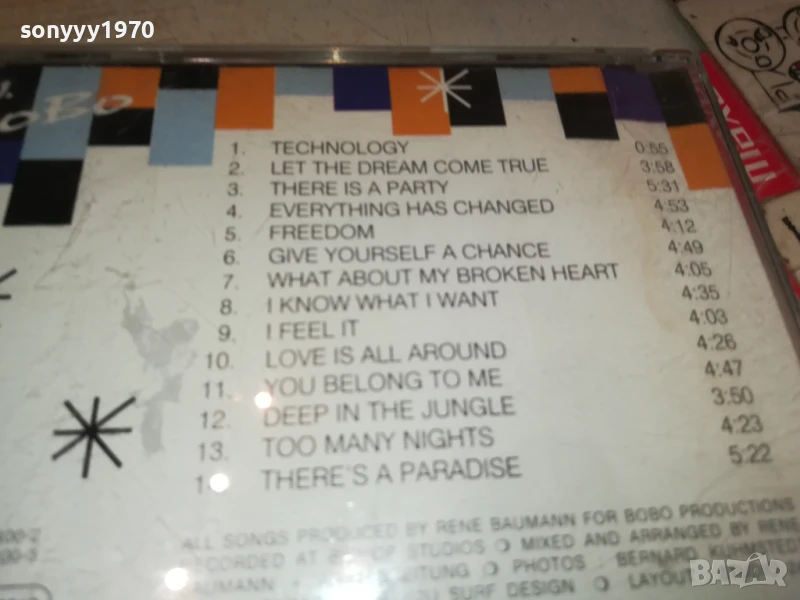 sonyyy1970
BoBo
1. TECHNOLOGY 0:55
2. LET THE DREAM COME TRUE 3:58
3. THERE IS A PARTY 5:31
4. EVERYTHING HAS CHANGED 4:53
5. FREEDOM 4:12
6. GIVE YOURSELF A CHANCE 4:49
7. WHAT ABOUT MY BROKEN HEART 4:05
8. I KNOW WHAT I WANT 4:35
9. I FEEL IT 4:03
10. LOVE IS ALL AROUND 4:26
11. YOU BELONG TO ME 4:47
12. DEEP IN THE JUNGLE 3:50
13. TOO MANY NIGHTS 4:23
1 THERE'S A PARADISE 5:22
ALL SONGS PRODUCED BY RENE BAUMANN FOR BOBO PRODUCTIONS
AT STUDIOS MIXED AND ARRANGED BY RENE
PHOTOS : BERNARD
SURF DESIGN
BAZAR